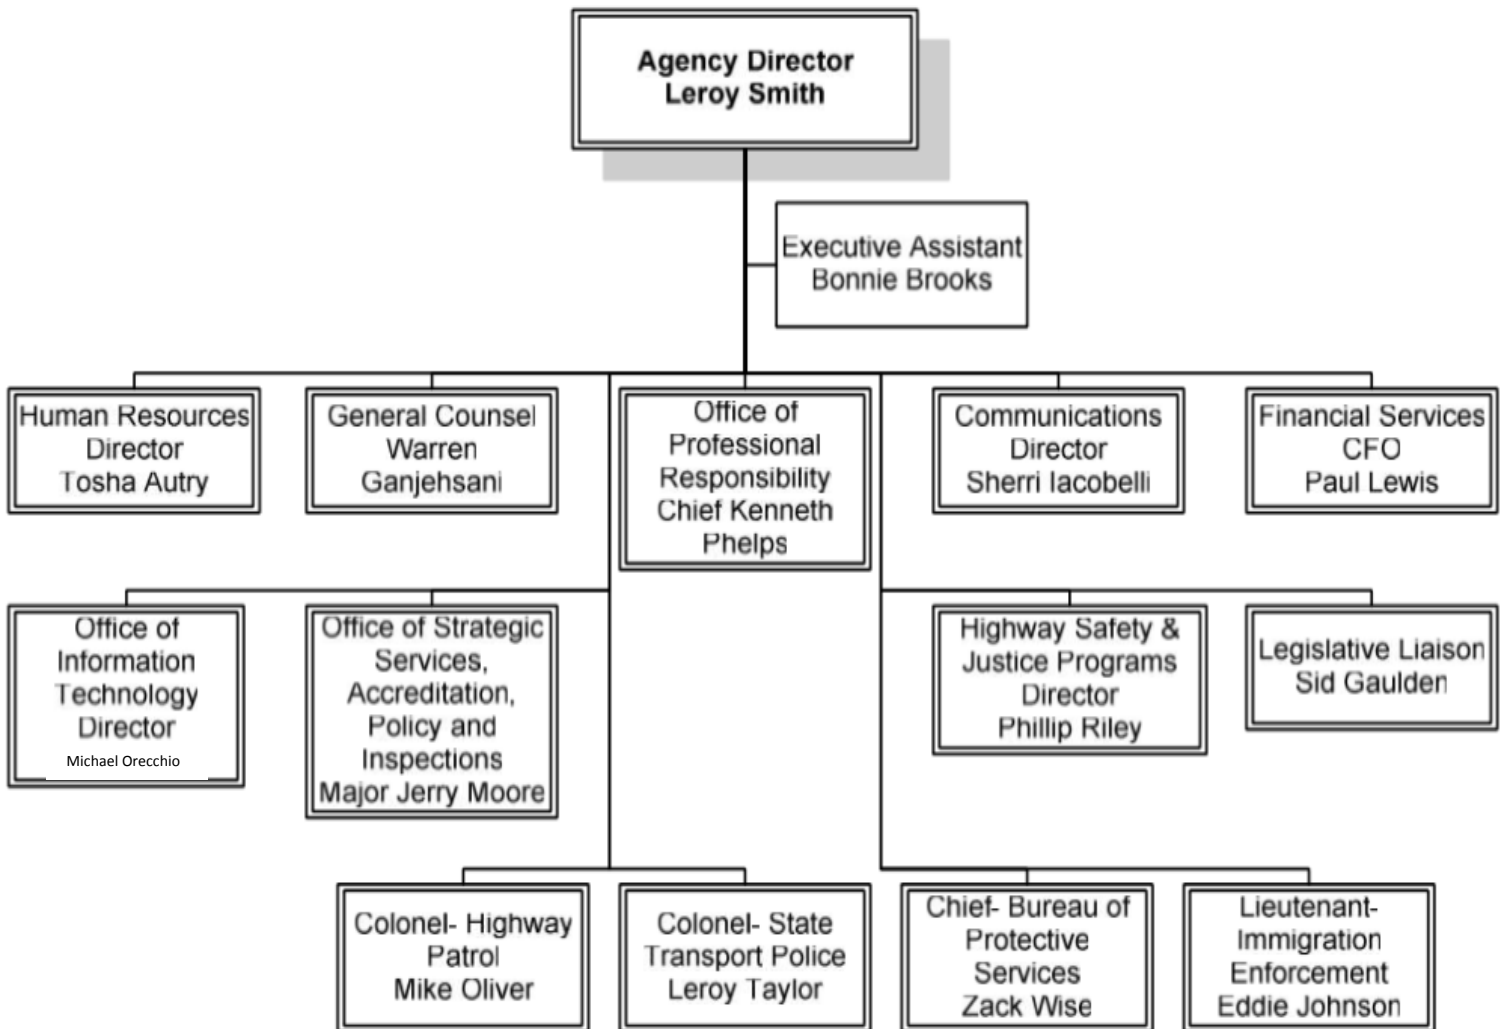 Agency Director
Leroy Smith
Executive Assistant
Bonnie Brooks
Human Resources
Director
Tosha Autry
General Counsel
Warren
Ganjehsani
Office of
Professional
Responsibility
Chief Kenneth
Phelps
Communications
Director
Sherri Iacobelli
Financial Services
CFO
Paul Lewis
Office of
Information
Technology
Director
Michael Orecchio
Office of Strategic
Services,
Accreditation,
Policy and
Inspections
Major Jerry Moore
Highway Safety &
Justice Programs
Director
Phillip Riley
Legislative Liaison
Sid Gaulden
Colonel- Highway
Patrol
Mike Oliver
Colonel- State
Transport Police
Leroy Taylor
Chief- Bureau of
Protective
Services
Zack Wise
Lieutenant-
Immigration
Enforcement
Eddie Johnson